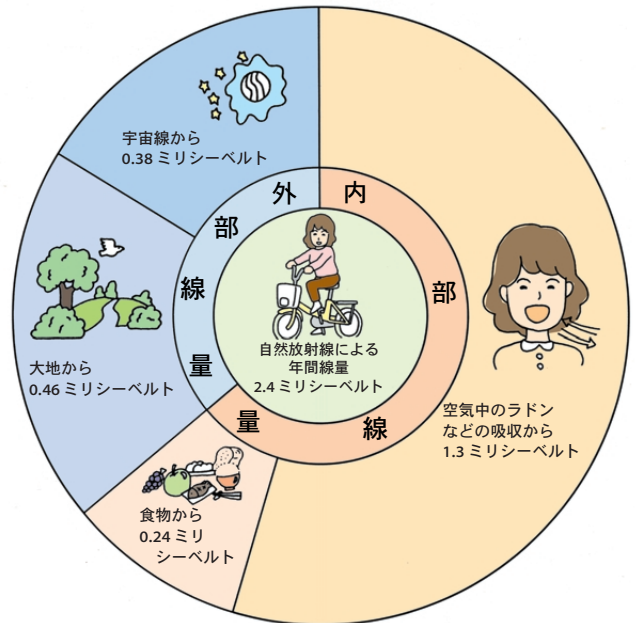 宇宙線から
0.38 ミリシーベルト
外部線量
内部線量
大地から
0.46 ミリシーベルト
自然放射線による
年間線量
2.4 ミリシーベルト
空気中のラドン
などの吸収から
1.3 ミリシーベルト
食物から
0.24 ミリ
シーベルト